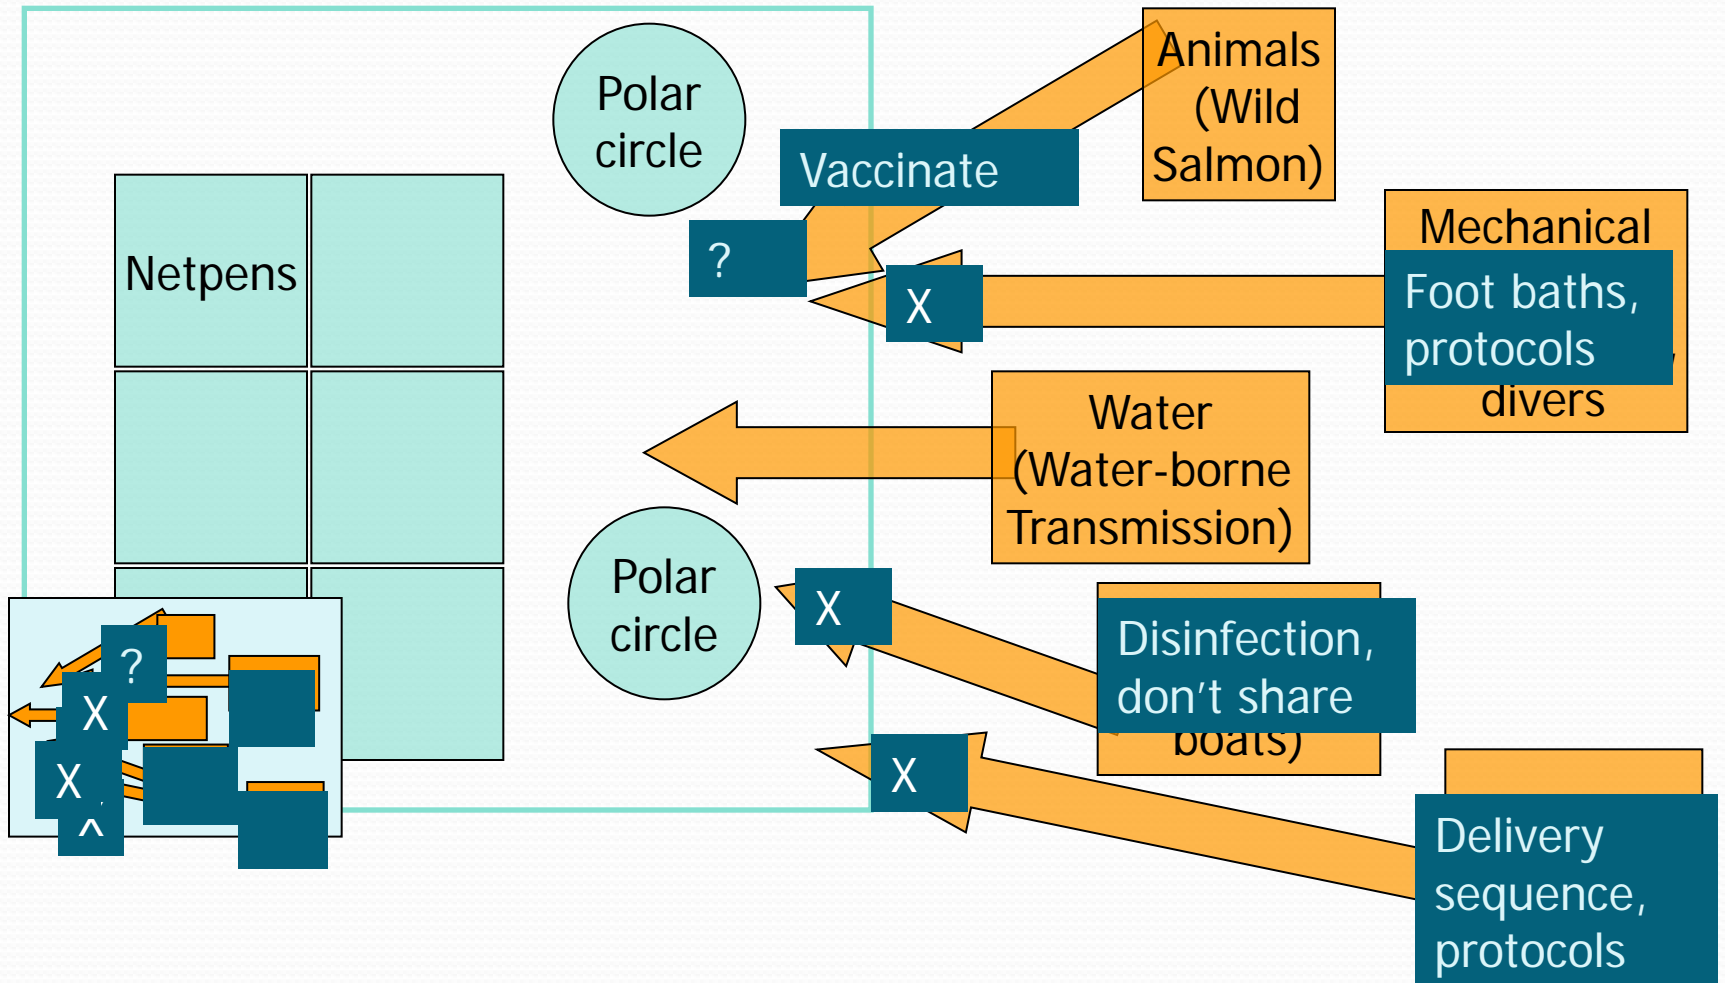 Polar
circle
Animals
(Wild
Salmon)
Vaccinate
?
Netpens
X
Mechanical
Foot baths,
protocols
divers
Water
(Water-borne
Transmission)
Polar
circle
X
Disinfection,
don't share
boats)
X
Delivery
sequence,
protocols
?
X
X